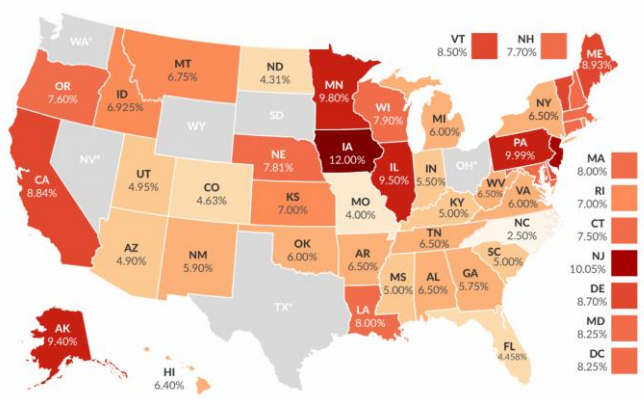 WA*
VT
8.50%
NH
7.70%
ME
8.93%
MT
6.75%
ND
4.31%
MN
9.80%
OR
7.60%
ID
6.925%
WI
7.90%
NY
6.50%
SD
MI
6.00%
WY
PA
9.99%
IA
12.00%
NE
7.81%
NV*
IL
9.50%
IN
5.50%
OH*
MA
8.00%
CA
8.84%
UT
4.95%
CO
4.63%
WV
6.50%
VA
6.00%
RI
7.00%
KS
7.00%
MO
4.00%
KY
5.00%
CT
7.50%
NC
2.50%
TN
6.50%
AZ
4.90%
NM
5.90%
OK
6.00%
AR
6.50%
SC
5.00%
NJ
10.05%
MS
5.00%
AL
6.50%
GA
5.75%
DE
8.70%
TX*
LA
8.00%
MD
8.25%
AK
9.40%
FL
4.458%
DC
8.25%
HI
6.40%